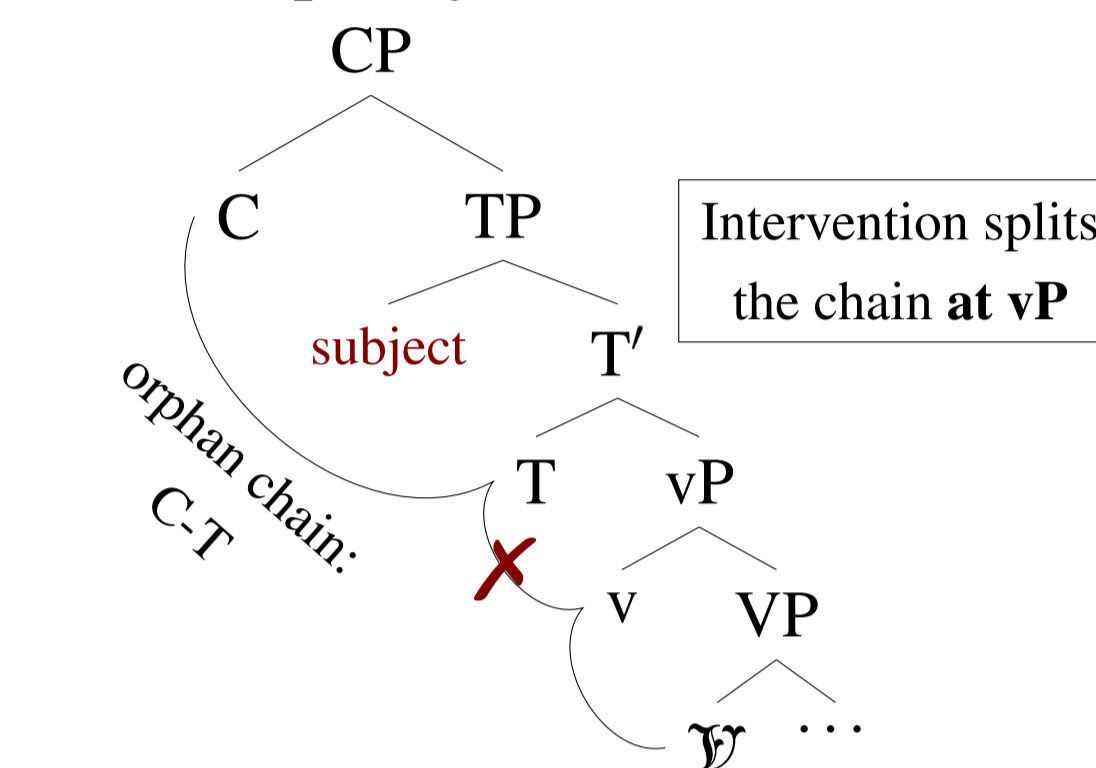 CP
C TP
Intervention splits
the chain at vP
subject T′
orphan chain:
C-T
T vP
✗
v VP
𝔙 ···